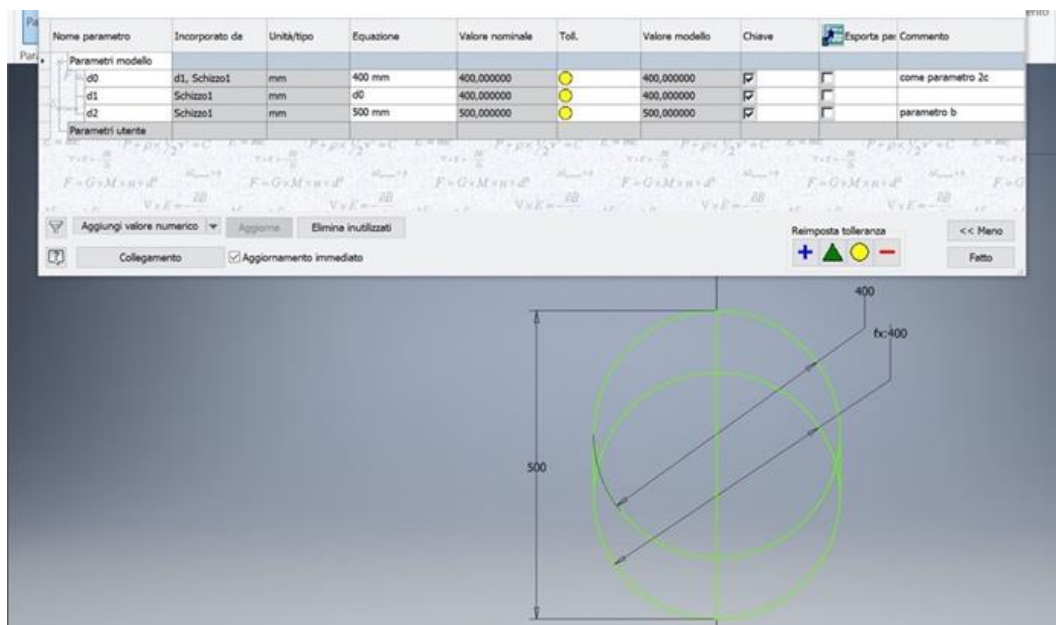 Nome parametro Incorporato da Unità/tipo Equazione Valore nominale Toll. Valore modello Chiave Esporta par Commento
Parametri modello
d0 d1, Schizzo1 mm 400 mm 400,000000 400,000000 come parametro 2c
d1 Schizzo1 mm d0 400,000000 400,000000
d2 Schizzo1 mm 500 mm 500,000000 500,000000 parametro b
Parametri utente
Aggiungi valore numerico Aggiorna Elimina inutilizzati Reimposta tolleranza << Meno
Collegamento Aggiornamento immediato Fatto
400
fx:400
500